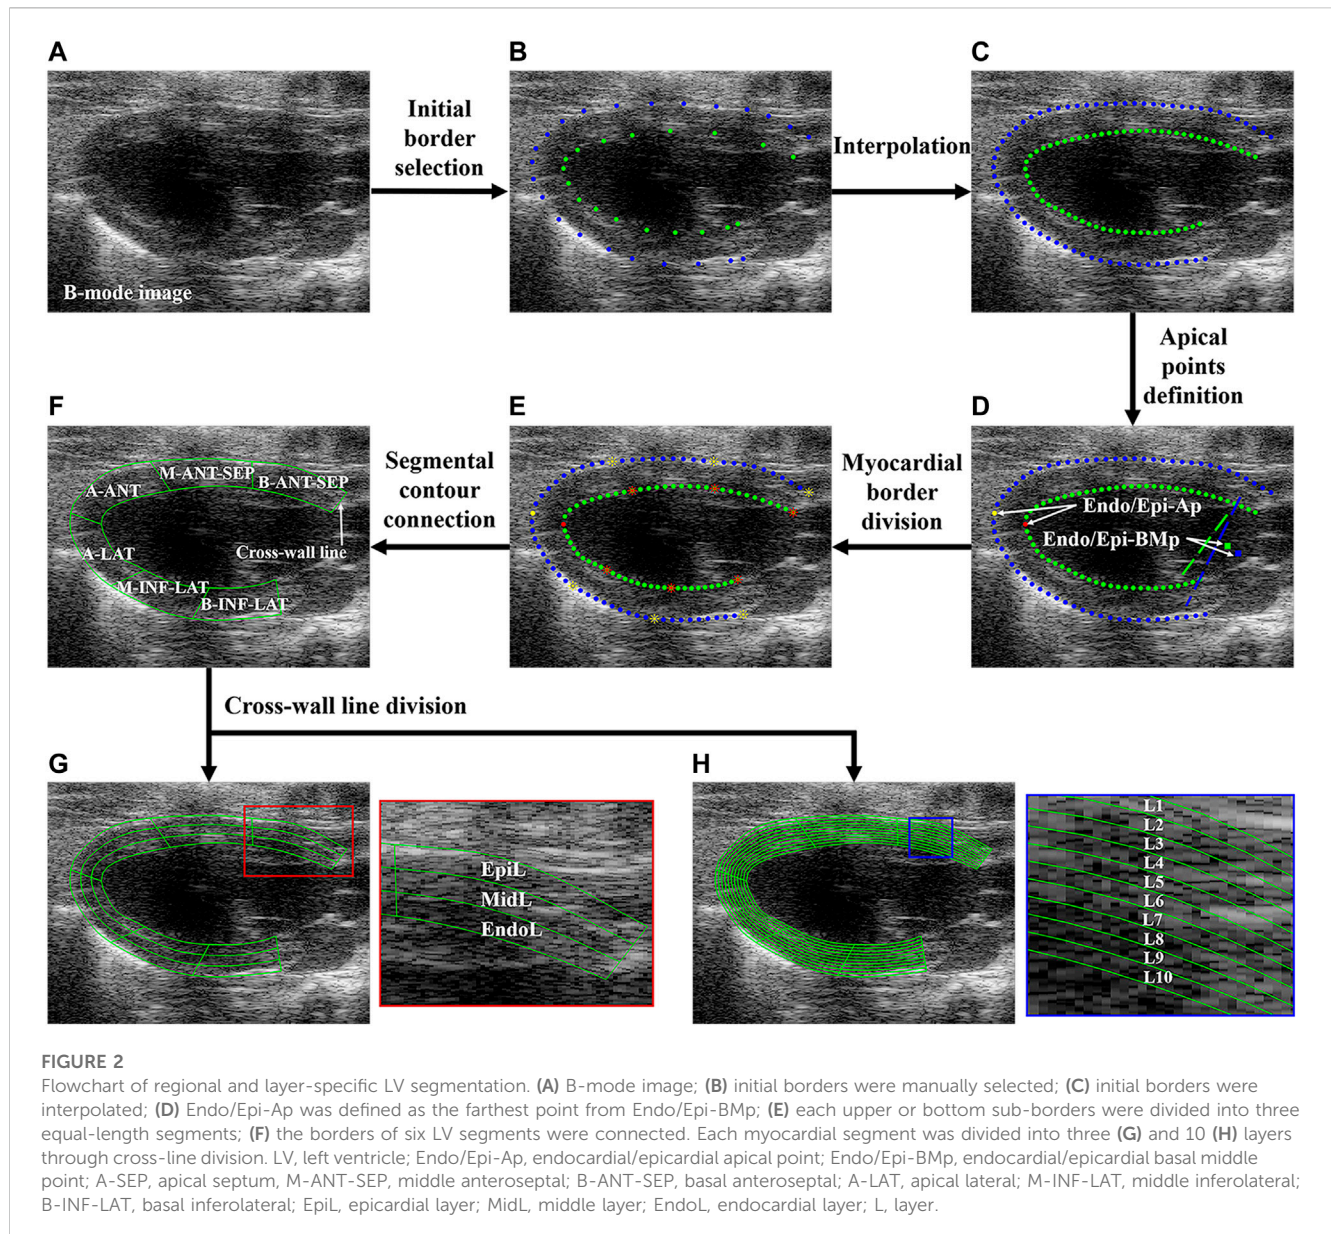 A
B
C
Initial
border
selection
Interpolation
B-mode image
Apical
points
definition
F
E
D
M-ANT-SEP
B-ANT-SEP
A-ANT
Cross-wall line
A-LAT
M-INF-LAT
B-INF-LAT
Segmental
contour
connection
Myocardial
border
division
Endo/Epi-Ap
Endo/Epi-BMp
Cross-wall line division
G
H
EpiL
MidL
EndoL
L1
L2
L3
L4
L5
L6
L7
L8
L9
L10
FIGURE 2
Flowchart of regional and layer-specific LV segmentation. (A) B-mode image; (B) initial borders were manually selected; (C) initial borders were
interpolated; (D) Endo/Epi-Ap was defined as the farthest point from Endo/Epi-BMp; (E) each upper or bottom sub-borders were divided into three
equal-length segments; (F) the borders of six LV segments were connected. Each myocardial segment was divided into three (G) and 10 (H) layers
through cross-line division. LV, left ventricle; Endo/Epi-Ap, endocardial/epicardial apical point; Endo/Epi-BMp, endocardial/epicardial basal middle
point; A-SEP, apical septum, M-ANT-SEP, middle anteroseptal; B-ANT-SEP, basal anteroseptal; A-LAT, apical lateral; M-INF-LAT, middle inferolateral;
B-INF-LAT, basal inferolateral; EpiL, epicardial layer; MidL, middle layer; EndoL, endocardial layer; L, layer.